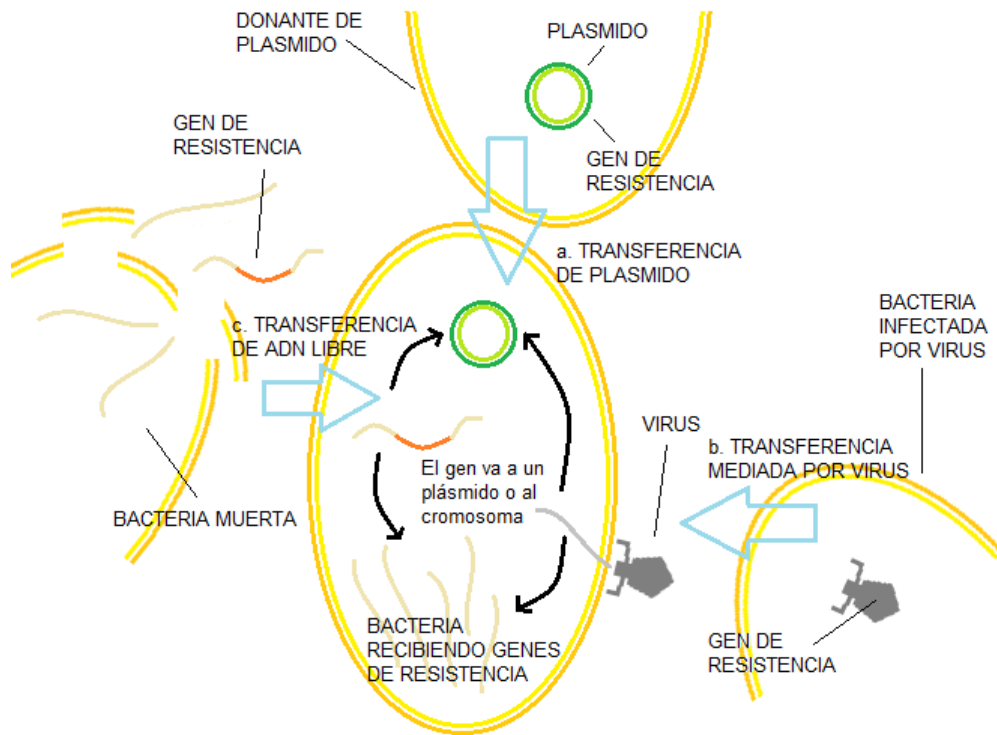 DONANTE DE
PLASMIDO
PLASMIDO
GEN DE
RESISTENCIA
GEN DE
RESISTENCIA
a. TRANSFERENCIA
DE PLASMIDO
c. TRANSFERENCIA
DE ADN LIBRE
BACTERIA
INFECTADA
POR VIRUS
VIRUS
b. TRANSFERENCIA
MEDIADA POR VIRUS
El gen va a un
plásmido o al
cromosoma
BACTERIA MUERTA
BACTERIA
RECIBIENDO GENES
DE RESISTENCIA
GEN DE
RESISTENCIA